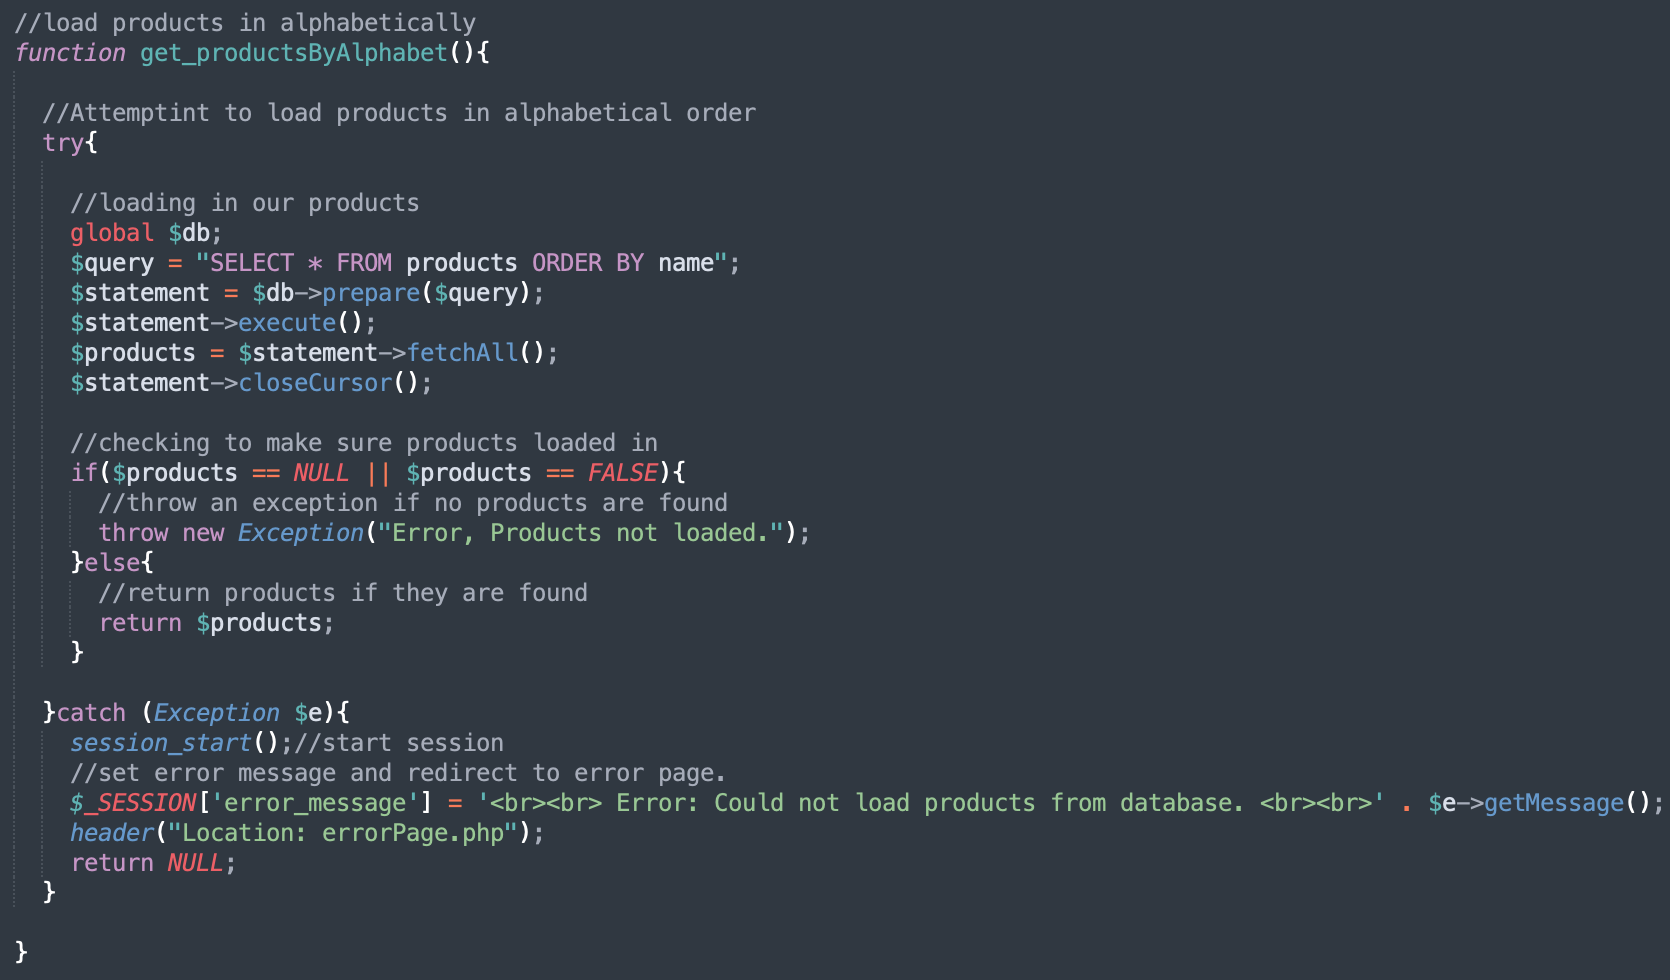 //load products in alphabetically
function get_productsByAlphabet(){
//Attemptint to load products in alphabetical order
try{
//loading in our products
global $db;
$query = "SELECT * FROM products ORDER BY name";
$statement = $db->prepare($query);
$statement->execute();
$products = $statement->fetchAll();
$statement->closeCursor();
//checking to make sure products loaded in
if($products == NULL || $products == FALSE){
//throw an exception if no products are found
throw new Exception("Error, Products not loaded.");
}else{
//return products if they are found
return $products;
}
}catch (Exception $e){
session_start();//start session
//set error message and redirect to error page.
$_SESSION['error_message'] = '<br><br> Error: Could not load products from database. <br><br>' . $e->getMessage();
header("Location: errorPage.php");
return NULL;
}
}